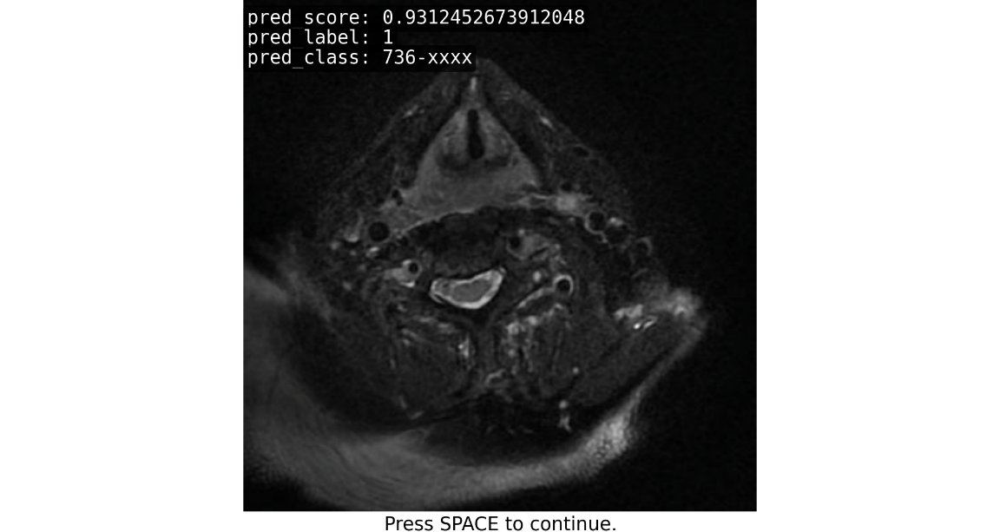 pred_score: 0.9312452673912048
pred_label: 1
pred_class: 736-xxxx
Press SPACE to continue.